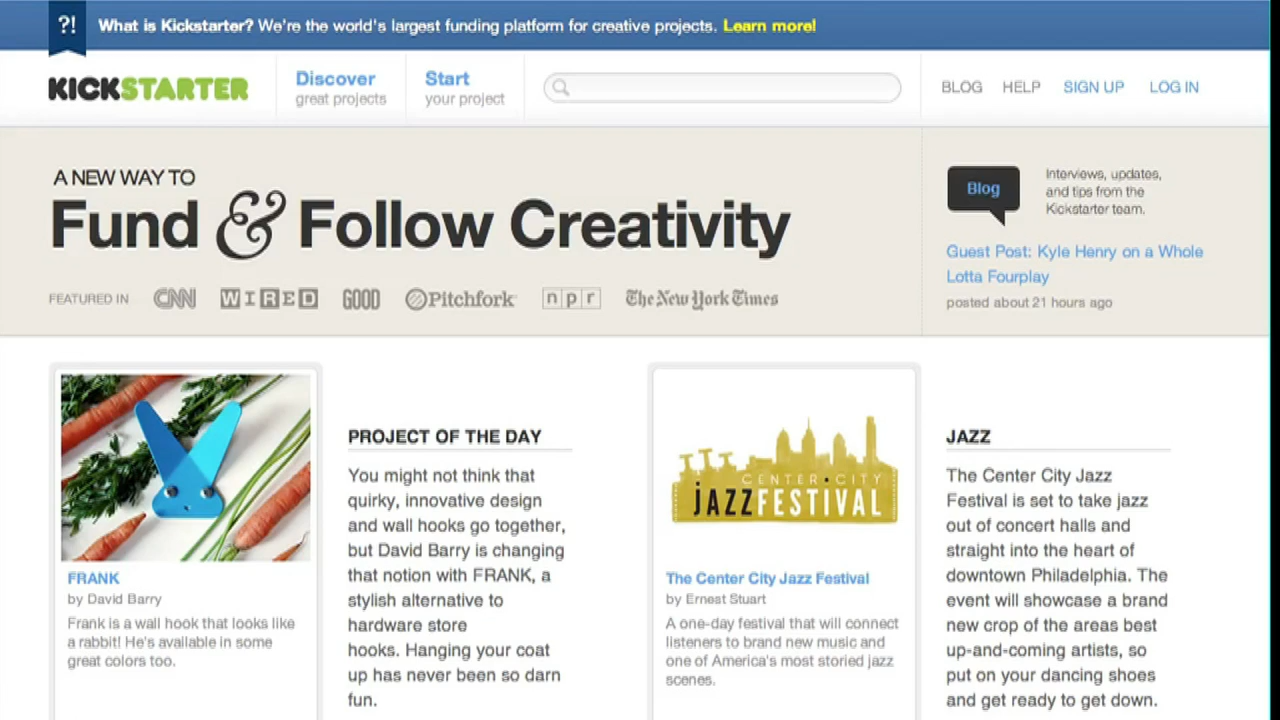 ?! What is Kickstarter? We're the world's largest funding platform for creative projects. Learn more!
KICKSTARTER
Discover
great projects
Start
your project
BLOG HELP SIGN UP LOG IN
A NEW WAY TO
Fund & Follow Creativity
FEATURED IN CNN WIRED GOOD Pitchfork npr The New York Times
Blog
Interviews, updates,
and tips from the
Kickstarter team.
Guest Post: Kyle Henry on a Whole
Lotta Fourplay
posted about 21 hours ago
FRANK
by David Barry
Frank is a wall hook that looks like
a rabbit! He's available in some
great colors too.
PROJECT OF THE DAY
You might not think that
quirky, innovative design
and wall hooks go together,
but David Barry is changing
that notion with FRANK, a
stylish alternative to
hardware store
hooks. Hanging your coat
up has never been so darn
fun.
CENTER • CITY
JAZZFESTIVAL
The Center City Jazz Festival
by Ernest Stuart
A one-day festival that will connect
listeners to brand new music and
one of America's most storied jazz
scenes.
JAZZ
The Center City Jazz
Festival is set to take jazz
out of concert halls and
straight into the heart of
downtown Philadelphia. The
event will showcase a brand
new crop of the areas best
up-and-coming artists, so
put on your dancing shoes
and get ready to get down.